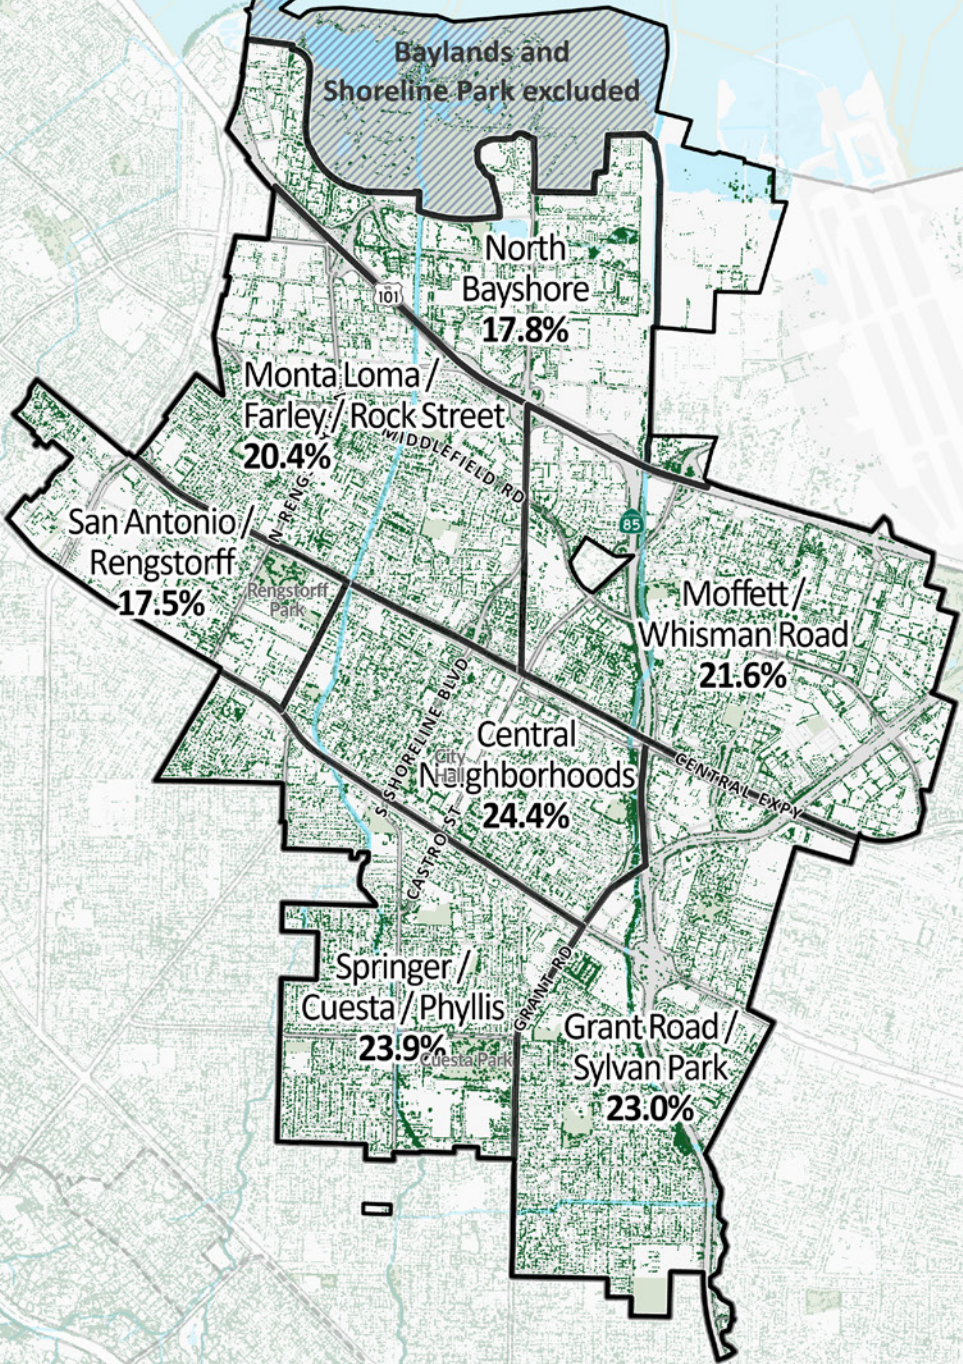 Baylands and
Shoreline Park excluded
North
Bayshore
17.8%
101
Monta Loma /
Farley / Rock Street
20.4%
MIDDLEFIELD RD
San Antonio /
Rengstorff
17.5%
Rengstorff
Park
85
Moffett /
Whisman Road
21.6%
S SHORELINE BLVD
Central
Neighborhoods
24.4%
City
Hall
CENTRAL EXPY
CASTRO ST
Springer /
Cuesta / Phyllis
23.9%
Cuesta Park
GRANT RD
Grant Road /
Sylvan Park
23.0%